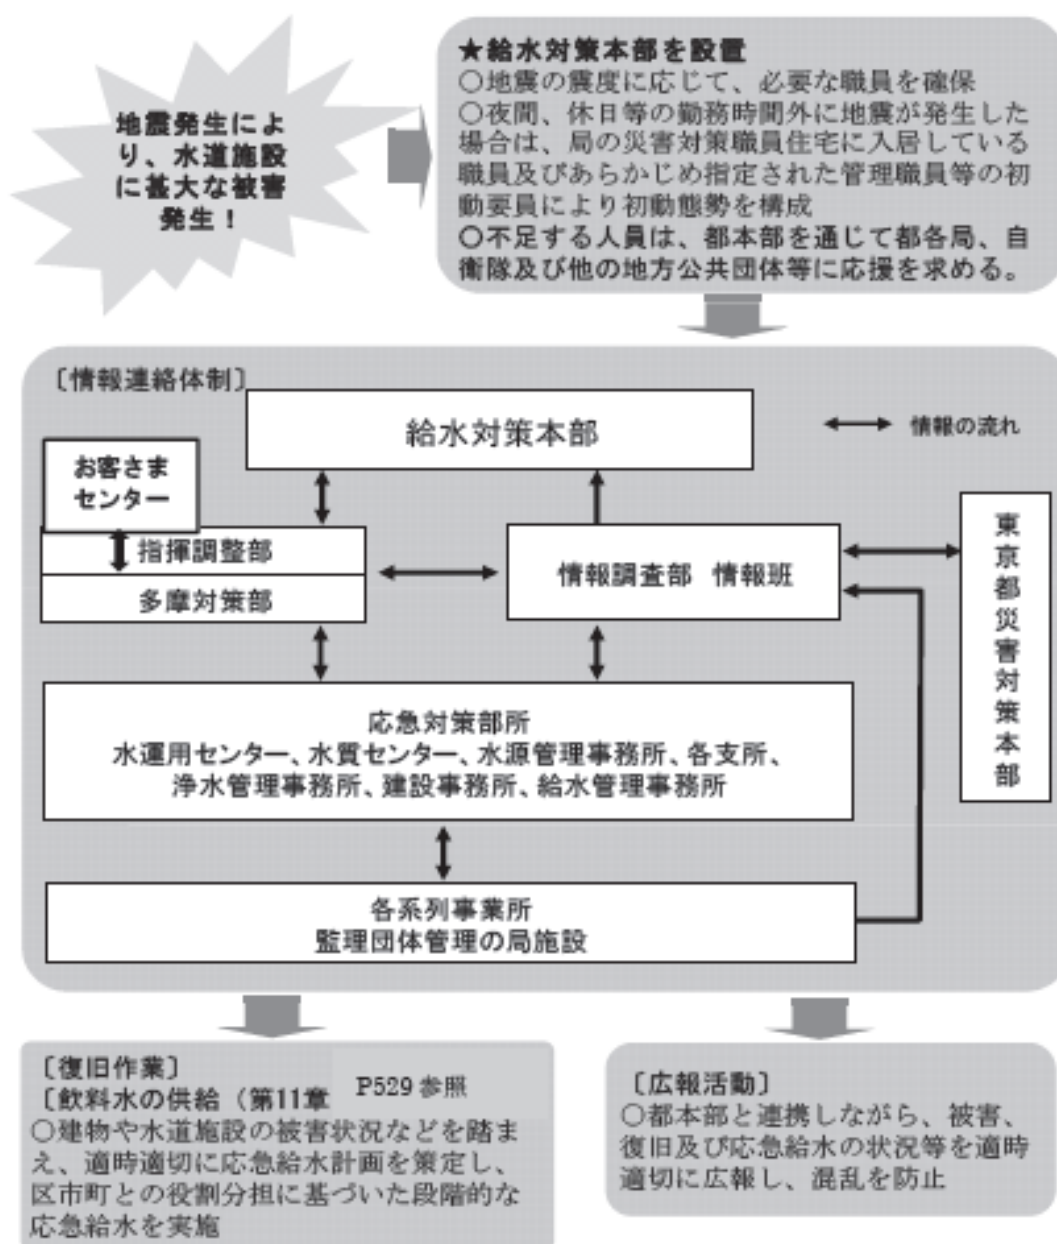 地震発生によ
り、水道施設
に甚大な被害
発生！
★給水対策本部を設置
○地震の震度に応じて、必要な職員を確保
○夜間、休日等の勤務時間外に地震が発生した
場合は、局の災害対策職員住宅に入居している
職員及びあらかじめ指定された管理職員等の初
動要員により初動態勢を構成
○不足する人員は、都本部を通じて都各局、自
衛隊及び他の地方公共団体等に応援を求める。
〔情報連絡体制〕
給水対策本部
情報の流れ
お客さま
センター
指揮調整部
多摩対策部
情報調査部 情報班
東京都災害対策本部
応急対策部所
水運用センター、水質センター、水源管理事務所、各支所、
浄水管理事務所、建設事務所、給水管理事務所
各系列事業所
監理団体管理の局施設
〔復旧作業〕
〔飲料水の供給（第11章 P529 参照
○建物や水道施設の被害状況などを踏ま
え、適時適切に応急給水計画を策定し、
区市町との役割分担に基づいた段階的な
応急給水を実施
〔広報活動〕
○都本部と連携しながら、被害、
復旧及び応急給水の状況等を適時
適切に広報し、混乱を防止